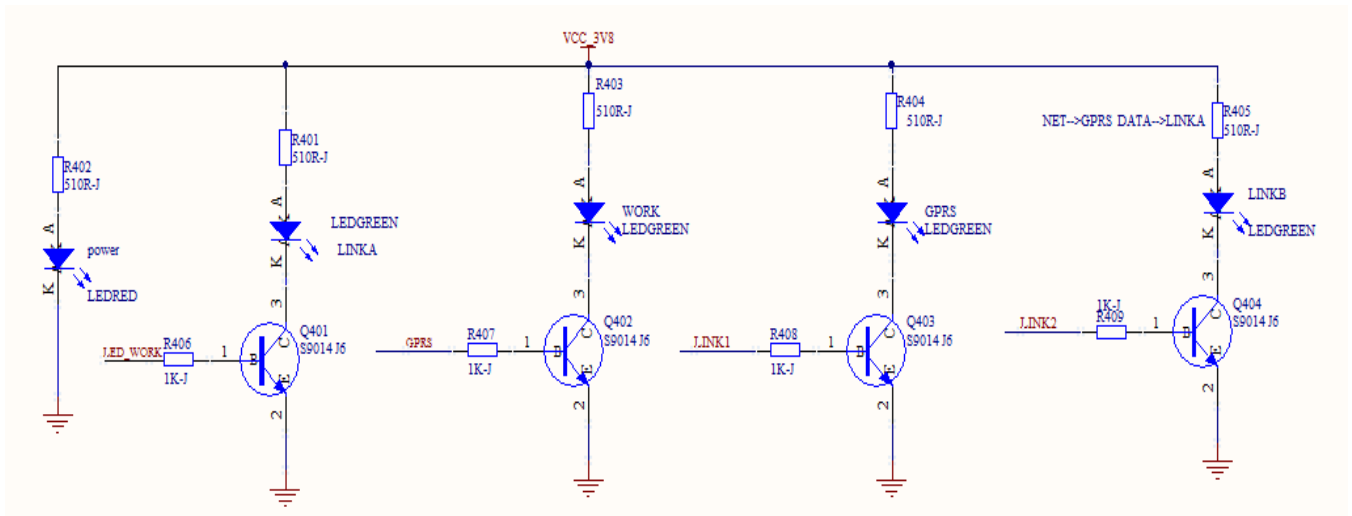 VCC_3V8
R402
510R-J
A
power
K
LEDRED
R401
510R-J
A
LEDGREEN
LINKA
K
3
LED_WORK
R406
1K-J
1
B
C
E
Q401
S9014 J6
2
R403
510R-J
A
WORK
LEDGREEN
K
3
GPRS
R407
1K-J
1
B
C
E
Q402
S9014 J6
2
R404
510R-J
A
GPRS
LEDGREEN
K
3
LINK1
R408
1K-J
1
B
C
E
Q403
S9014 J6
2
NET-->GPRS DATA-->LINKA
R405
510R-J
A
LINKB
LEDGREEN
K
3
LINK2
1K-J
R409
1
B
C
E
Q404
S9014 J6
2